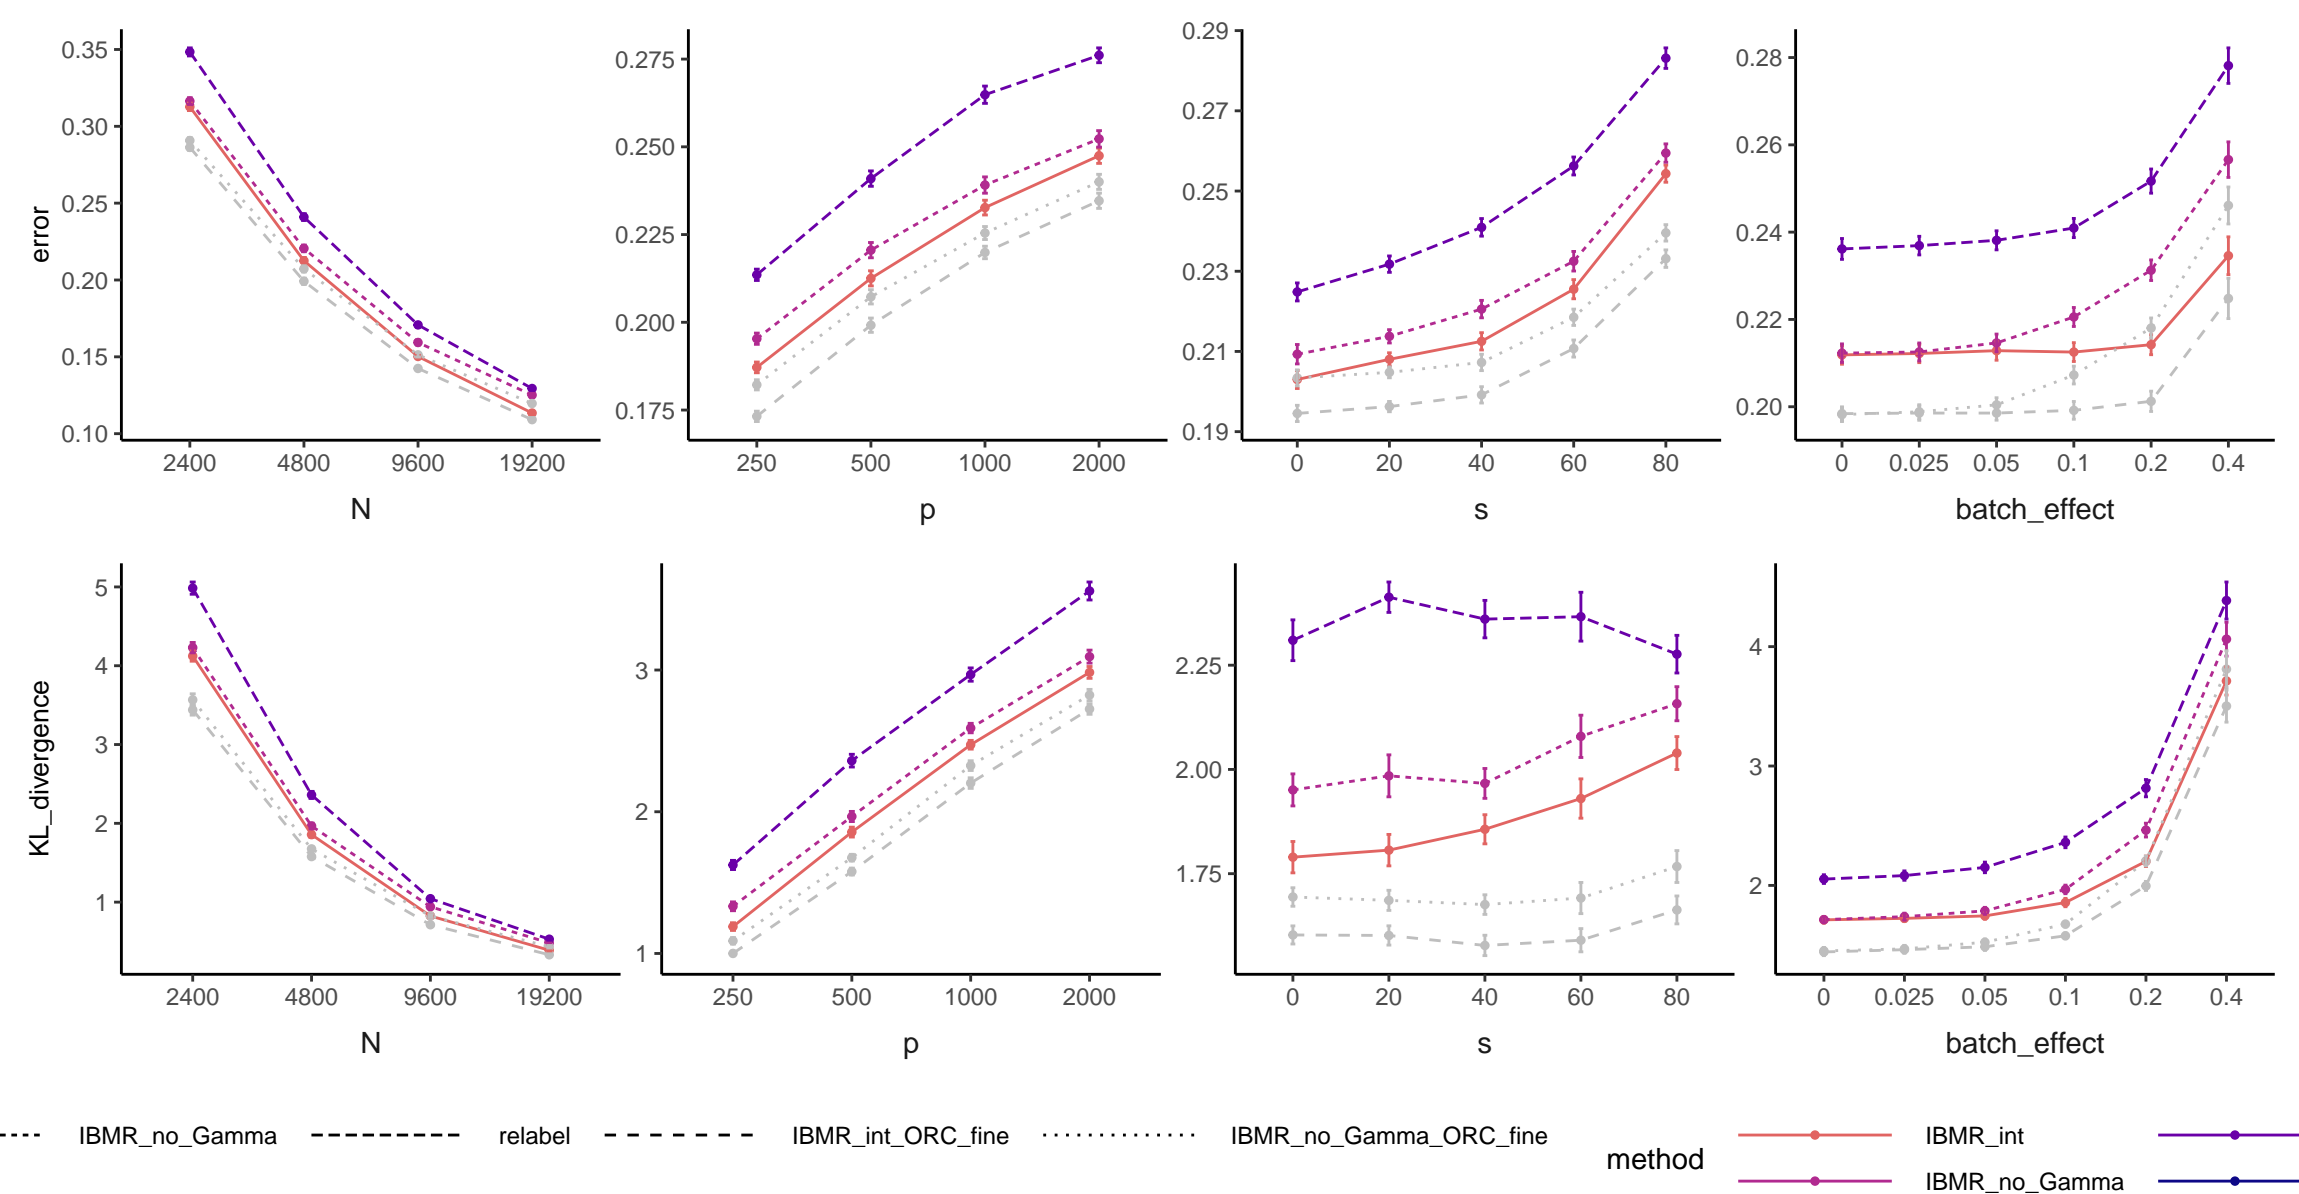 error
0.35
0.30
0.25
0.20
0.15
0.10
2400 4800 9600 19200
N
0.275
0.250
0.225
0.200
0.175
250 500 1000 2000
p
0.29
0.27
0.25
0.23
0.21
0.19
0 20 40 60 80
s
0.28
0.26
0.24
0.22
0.20
0 0.025 0.05 0.1 0.2 0.4
batch_effect
KL_divergence
5
4
3
2
1
2400 4800 9600 19200
N
3
2
1
250 500 1000 2000
p
2.25
2.00
1.75
0 20 40 60 80
s
4
3
2
0 0.025 0.05 0.1 0.2 0.4
batch_effect
IBMR_no_Gamma relabel IBMR_int_ORC_fine IBMR_no_Gamma_ORC_fine
method
IBMR_int
IBMR_no_Gamma